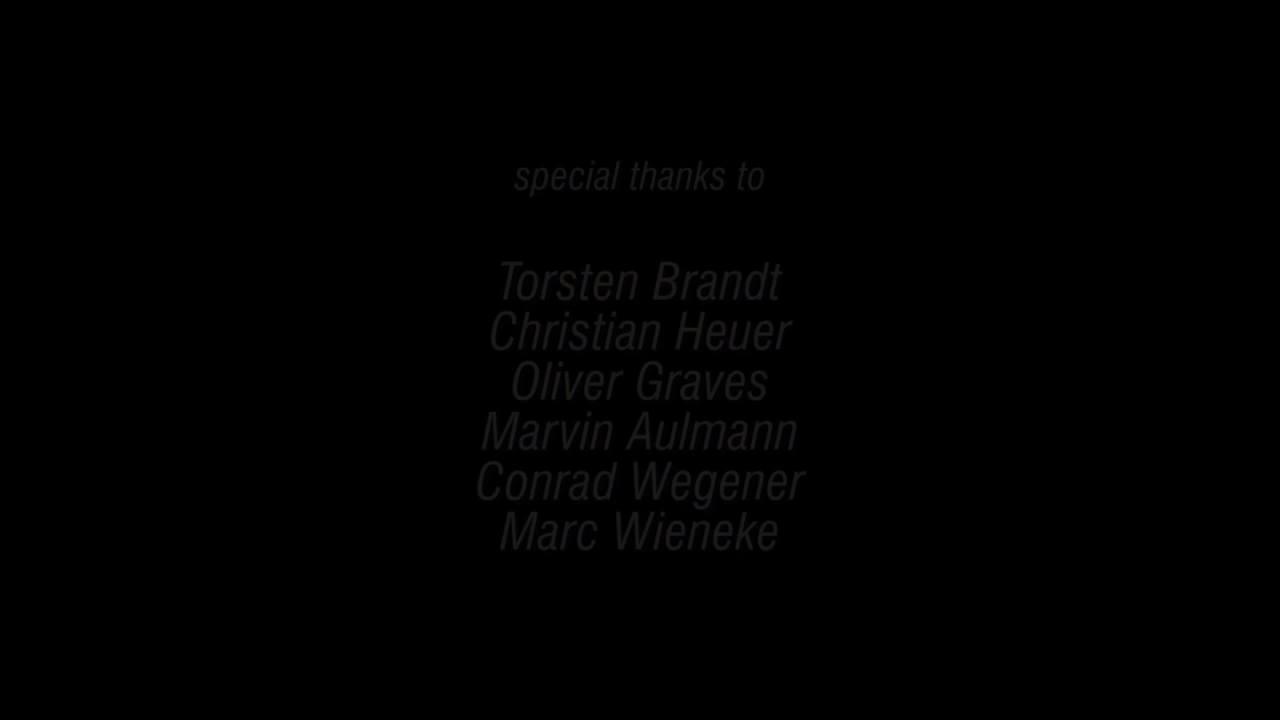 special thanks to
Torsten Brandt
Christian Heuer
Oliver Graves
Marvin Aulmann
Conrad Wegener
Marc Wieneke